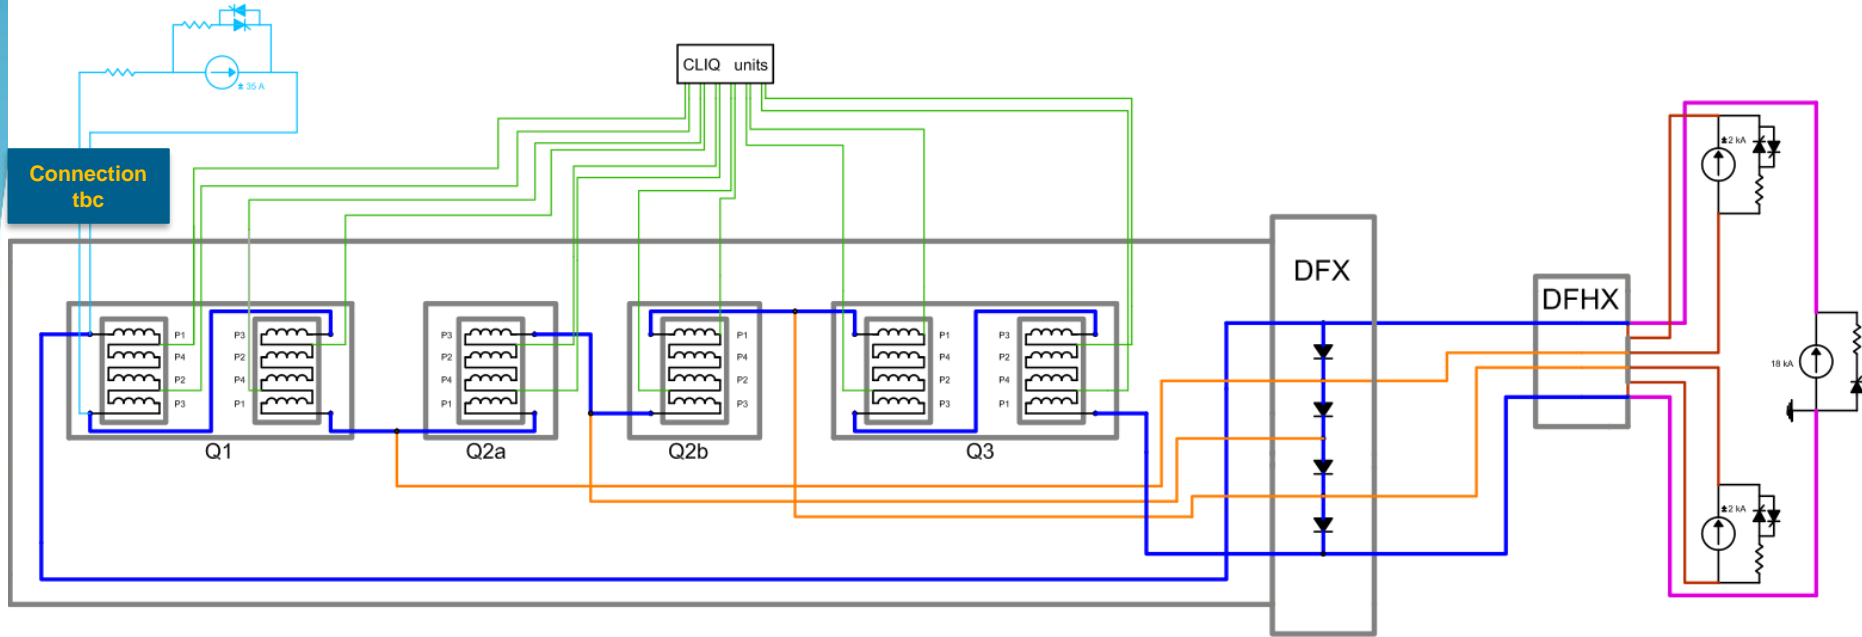 ± 35 A
CLIQ units
Connection
tbc
±2 kA
DFX
DFHX
P1
P4
P2
P3
P3
P2
P4
P1
P3
P2
P4
P1
P1
P4
P2
P3
P1
P4
P2
P3
P3
P2
P4
P1
18 kA
Q1
Q2a
Q2b
Q3
±2 kA